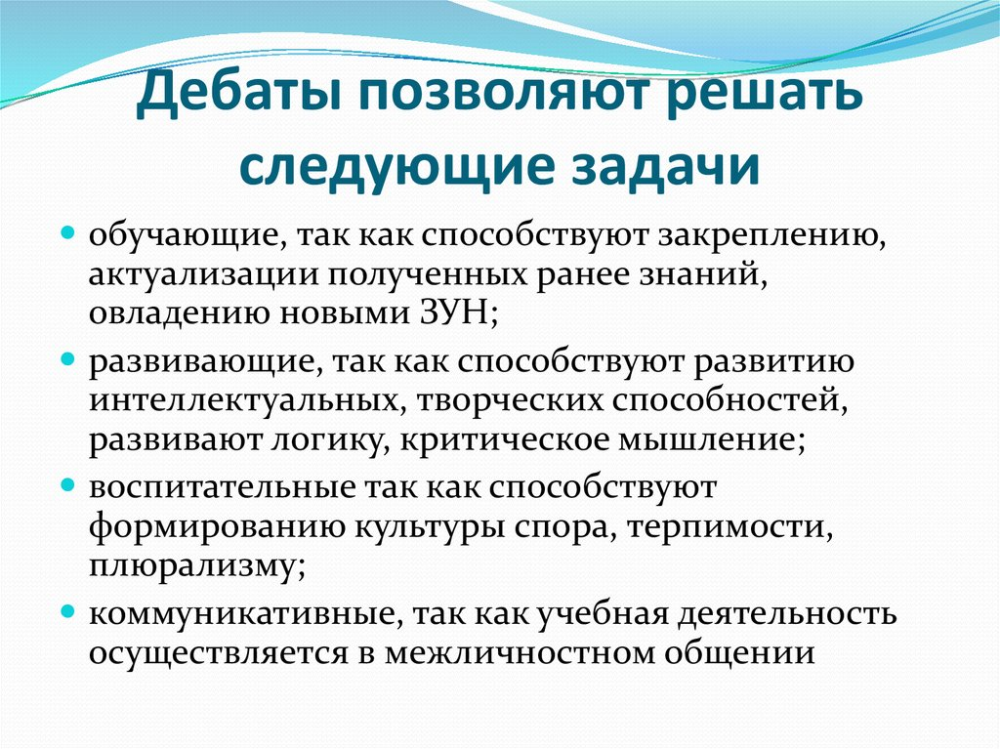 Дебаты позволяют решать
следующие задачи
• обучающие, так как способствуют закреплению,
актуализации полученных ранее знаний,
овладению новыми ЗУН;
• развивающие, так как способствуют развитию
интеллектуальных, творческих способностей,
развивают логику, критическое мышление;
• воспитательные так как способствуют
формированию культуры спора, терпимости,
плюрализму;
• коммуникативные, так как учебная деятельность
осуществляется в межличностном общении